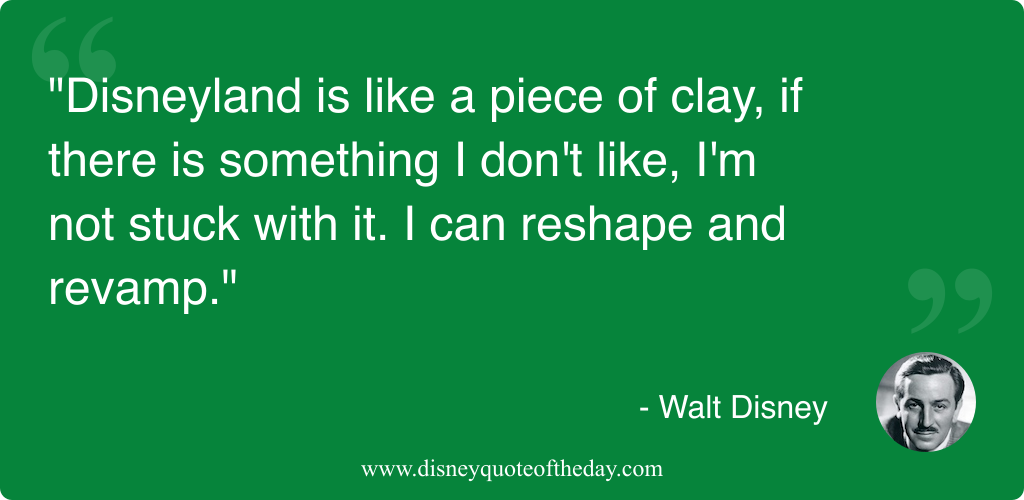 "Disneyland is like a piece of clay, if
there is something I don't like, I'm
not stuck with it. I can reshape and
revamp."
- Walt Disney
www.disneyquoteoftheday.com